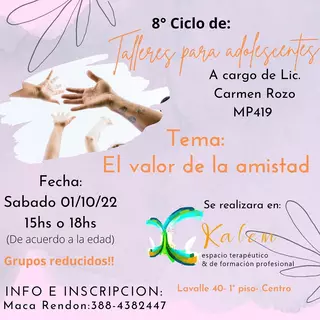 8º Ciclo de:
Talleres para adolescentes
A cargo de Lic.
Carmen Rozo
MP419
Tema:
El valor de la amistad
Fecha:
Sabado 01/10/22
15hs o 18hs
(De acuerdo a la edad)
Grupos reducidos!!
Se realizara en:
Kalem
espacio terapéutico
& de formación profesional
Lavalle 40- 1° piso- Centro
INFO E INSCRIPCION:
Maca Rendon:388-4382447